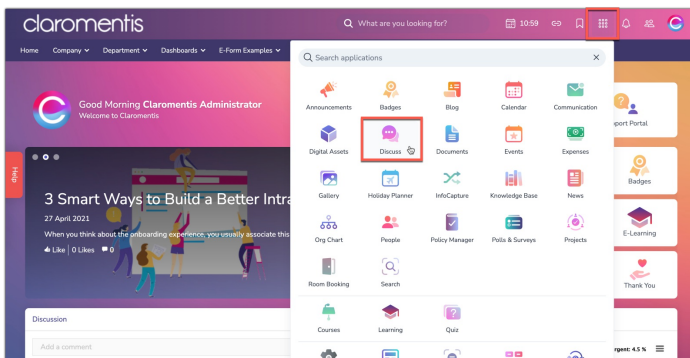 claromentis
What are you looking for?
10:59
Home Company Department Dashboards E-Form Examples
Search applications
Announcements Badges Blog Calendar Communication
Good Morning Claromentis Administrator
Welcome to Claromentis
port Portal
Digital Assets Discuss Documents Events Expenses
Help
Badges
3 Smart Ways to Build a Better Intra
Gallery Holiday Planner InfoCapture Knowledge Base News
27 April 2021
When you think about the onboarding experience, you usually associate this
E-Learning
Org Chart People Policy Manager Polls & Surveys Projects
Like 0 Likes 0
Room Booking Search
Thank You
Discussion
Courses Learning Quiz
Add a comment
rgent: 4.5 %